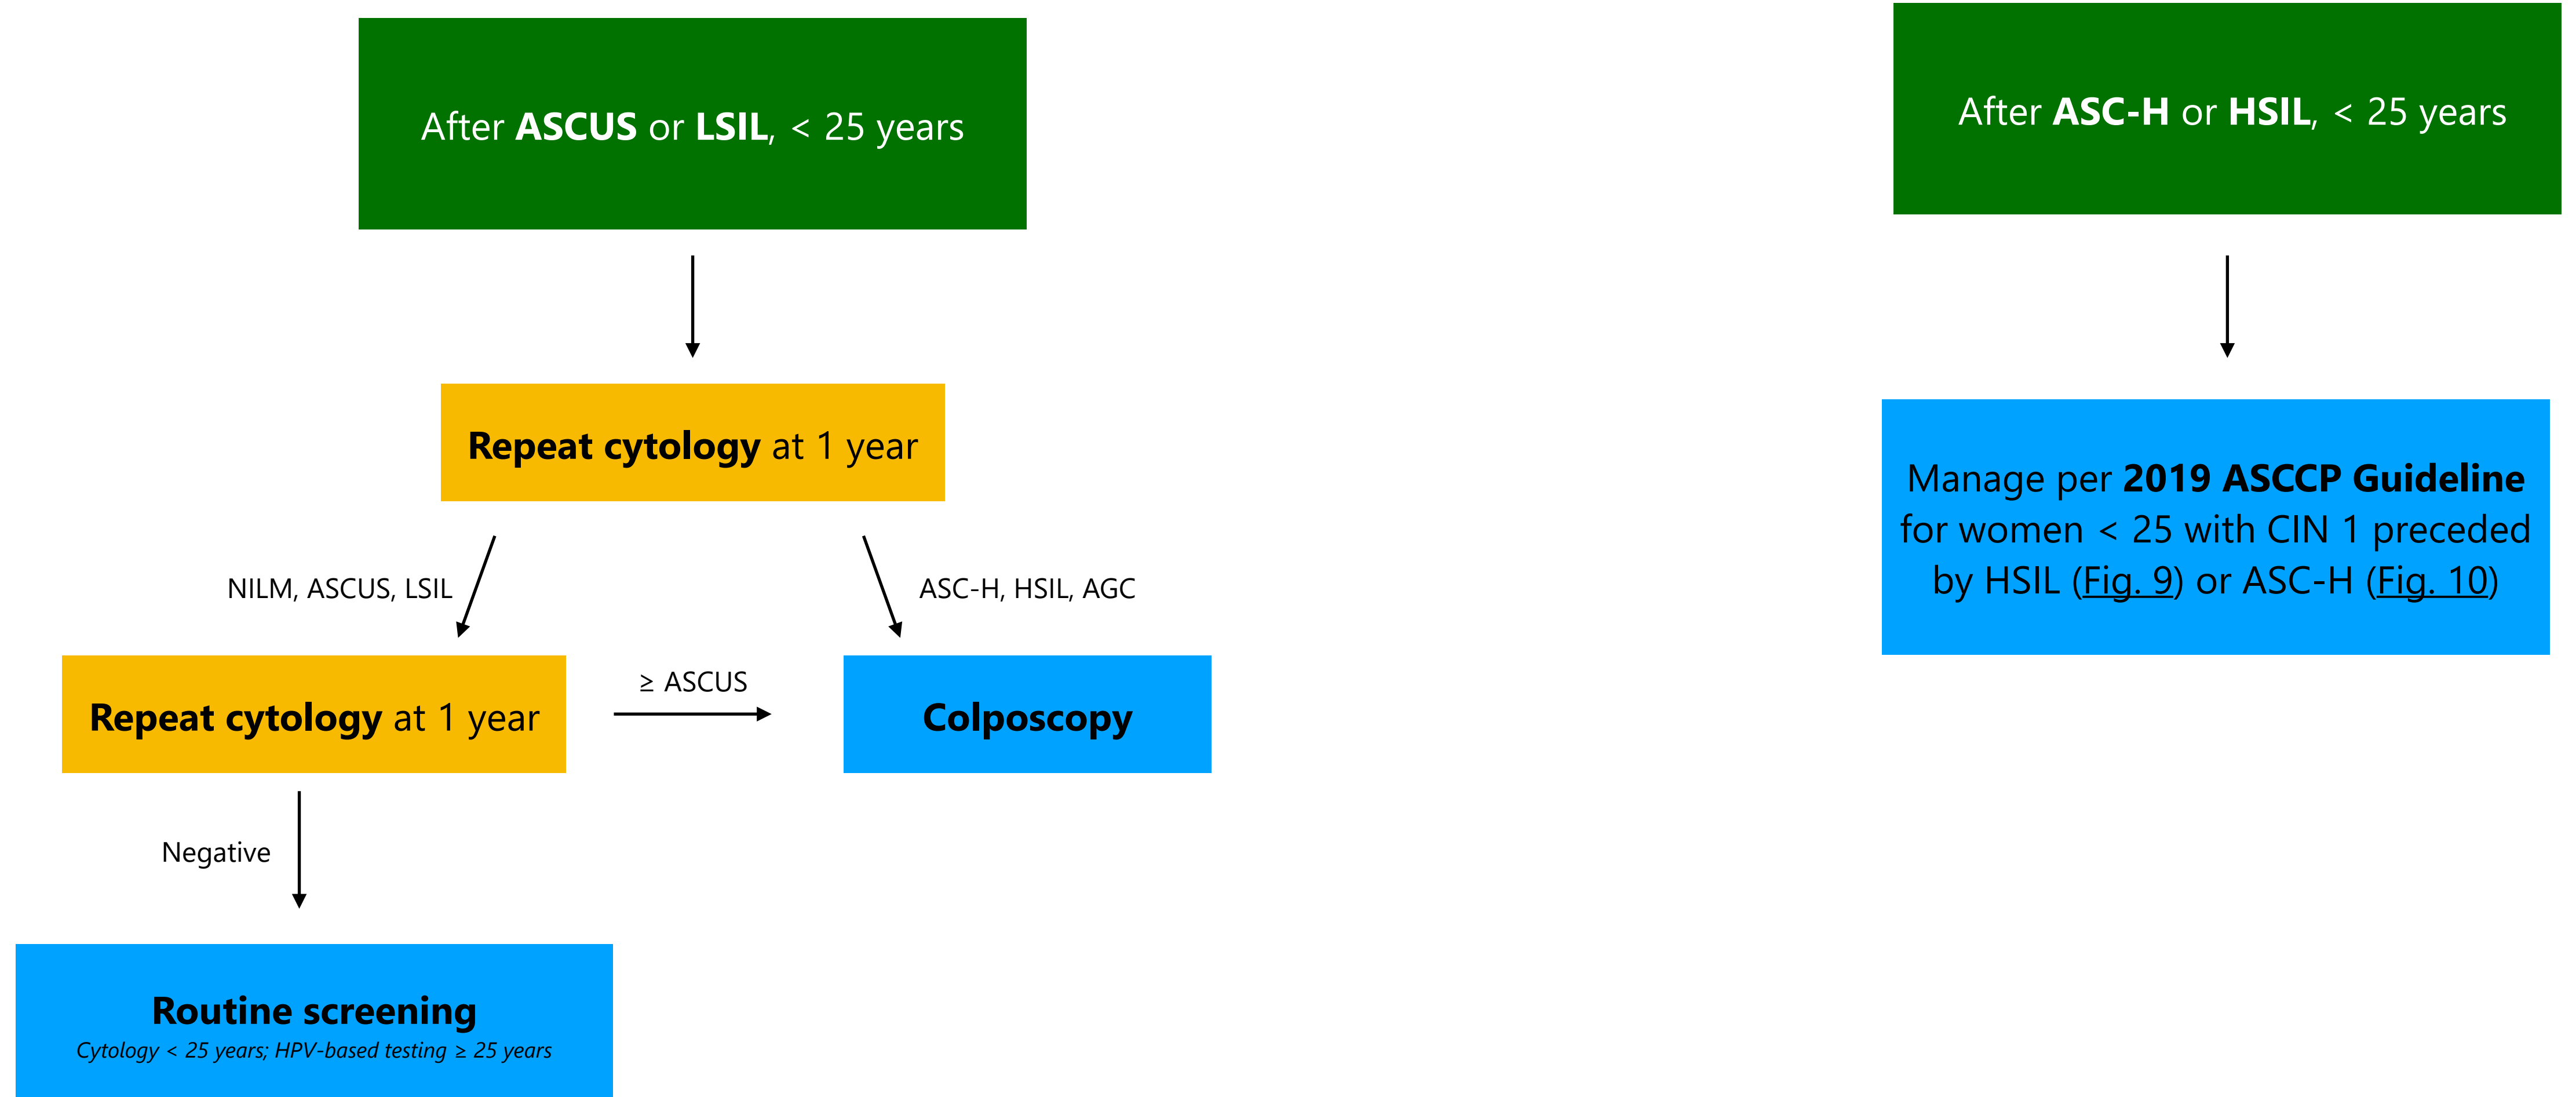 After ASCUS or LSIL, < 25 years
After ASC-H or HSIL, < 25 years
Repeat cytology at 1 year
Manage per 2019 ASCCP Guideline
for women < 25 with CIN 1 preceded
by HSIL (Fig. 9) or ASC-H (Fig. 10)
NILM, ASCUS, LSIL
ASC-H, HSIL, AGC
Repeat cytology at 1 year
≥ ASCUS
Colposcopy
Negative
Routine screening
Cytology < 25 years; HPV-based testing ≥ 25 years